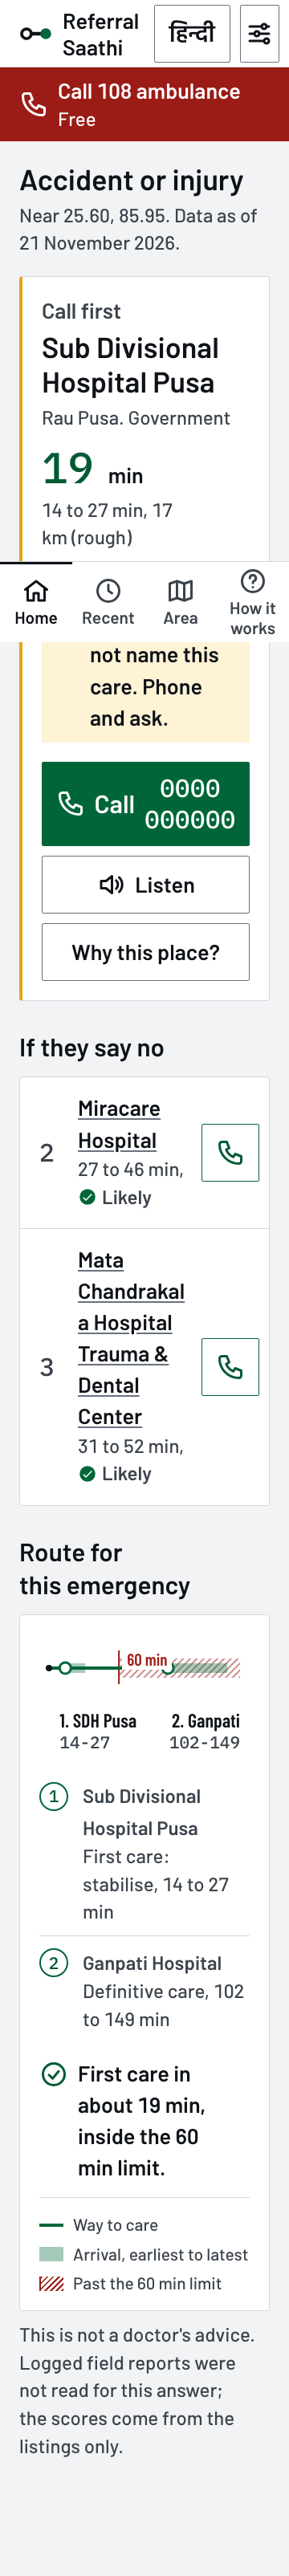 Referral
Saathi
हिन्दी
Call 108 ambulance
Free
Accident or injury
Near 25.60, 85.95. Data as of
21 November 2026.
Call first
Sub Divisional
Hospital Pusa
Rau Pusa. Government
19 min
14 to 27 min, 17
km (rough)
Home
Recent
Area
How it
works
not name this
care. Phone
and ask.
Call 0000
000000
Listen
Why this place?
If they say no
2
Miracare
Hospital
27 to 46 min,
Likely
3
Mata
Chandrakal
a Hospital
Trauma &
Dental
Center
31 to 52 min,
Likely
Route for
this emergency
60 min
1. SDH Pusa
14-27
2. Ganpati
102-149
1
Sub Divisional
Hospital Pusa
First care:
stabilise, 14 to 27
min
2
Ganpati Hospital
Definitive care, 102
to 149 min
First care in
about 19 min,
inside the 60
min limit.
Way to care
Arrival, earliest to latest
Past the 60 min limit
This is not a doctor's advice.
Logged field reports were
not read for this answer;
the scores come from the
listings only.